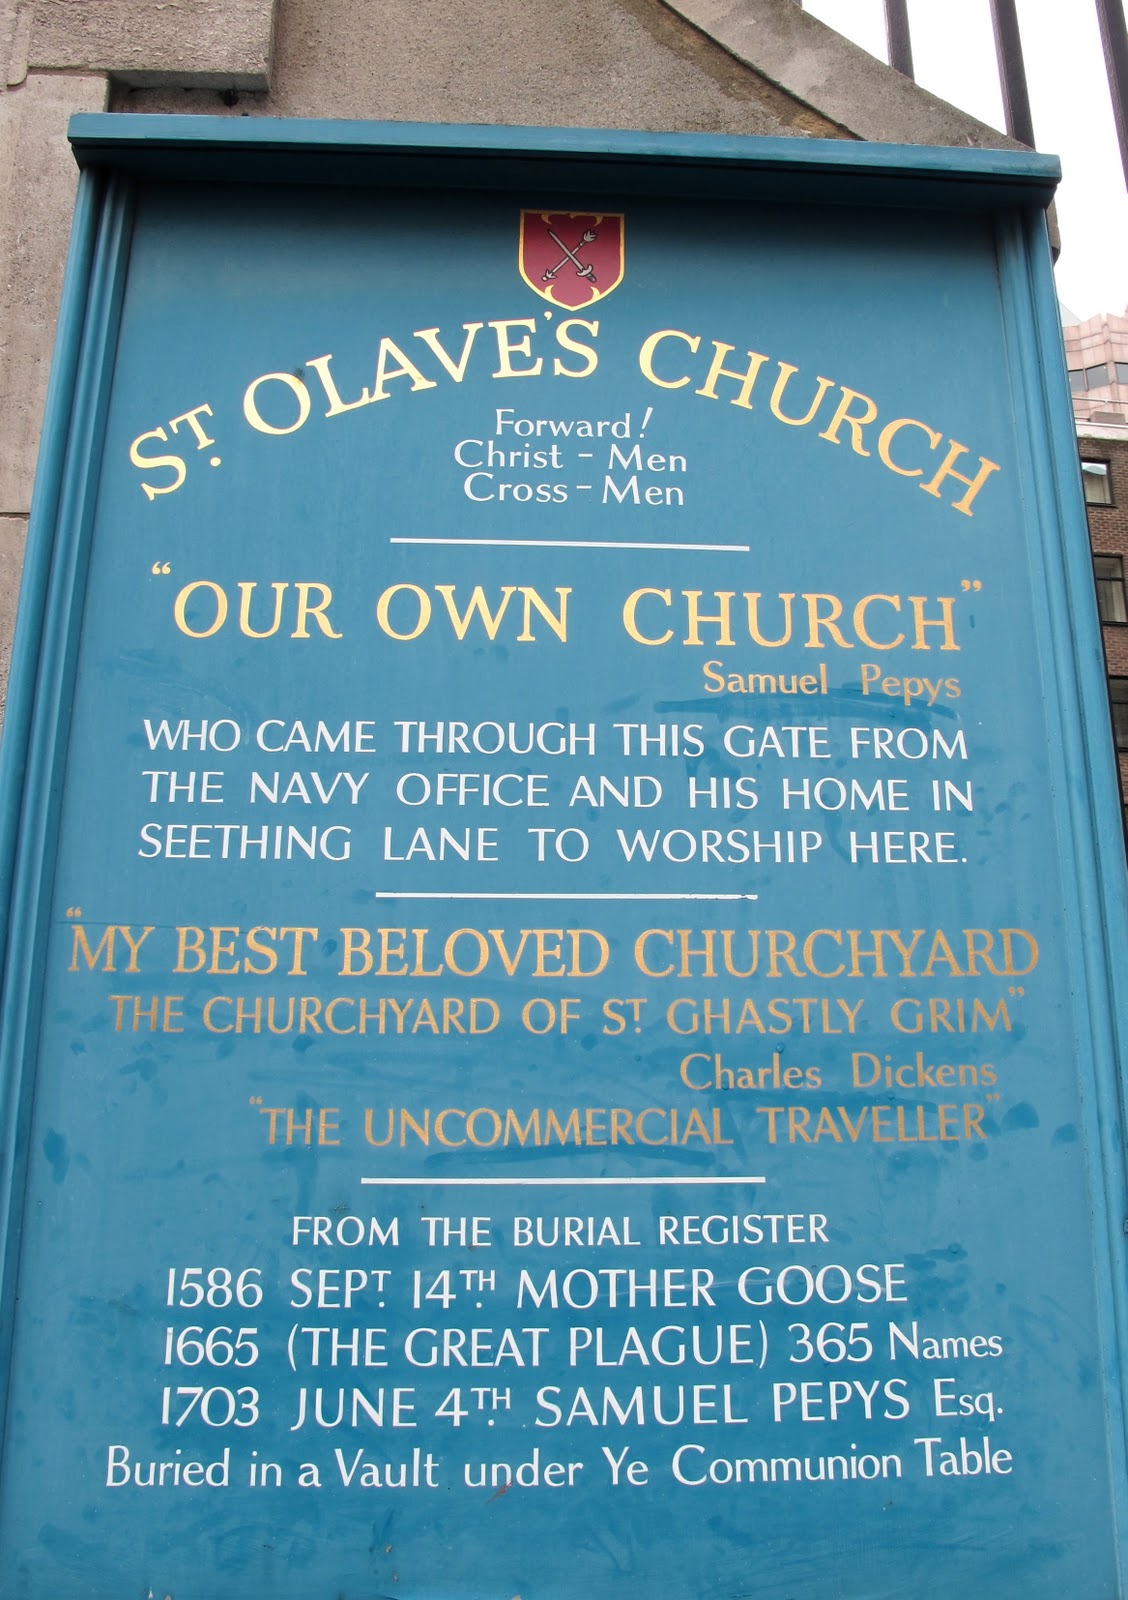 ST. OLAVE'S CHURCH
Forward!
Christ - Men
Cross - Men
"OUR OWN CHURCH"
Samuel Pepys
WHO CAME THROUGH THIS GATE FROM
THE NAVY OFFICE AND HIS HOME IN
SEETHING LANE TO WORSHIP HERE.
"MY BEST BELOVED CHURCHYARD
THE CHURCHYARD OF ST. GHASTLY GRIM"
Charles Dickens
"THE UNCOMMERCIAL TRAVELLER"
FROM THE BURIAL REGISTER
1586 SEPT. 14TH. MOTHER GOOSE
1665 (THE GREAT PLAGUE) 365 Names
1703 JUNE 4TH. SAMUEL PEPYS Esq.
Buried in a Vault under Ye Communion Table